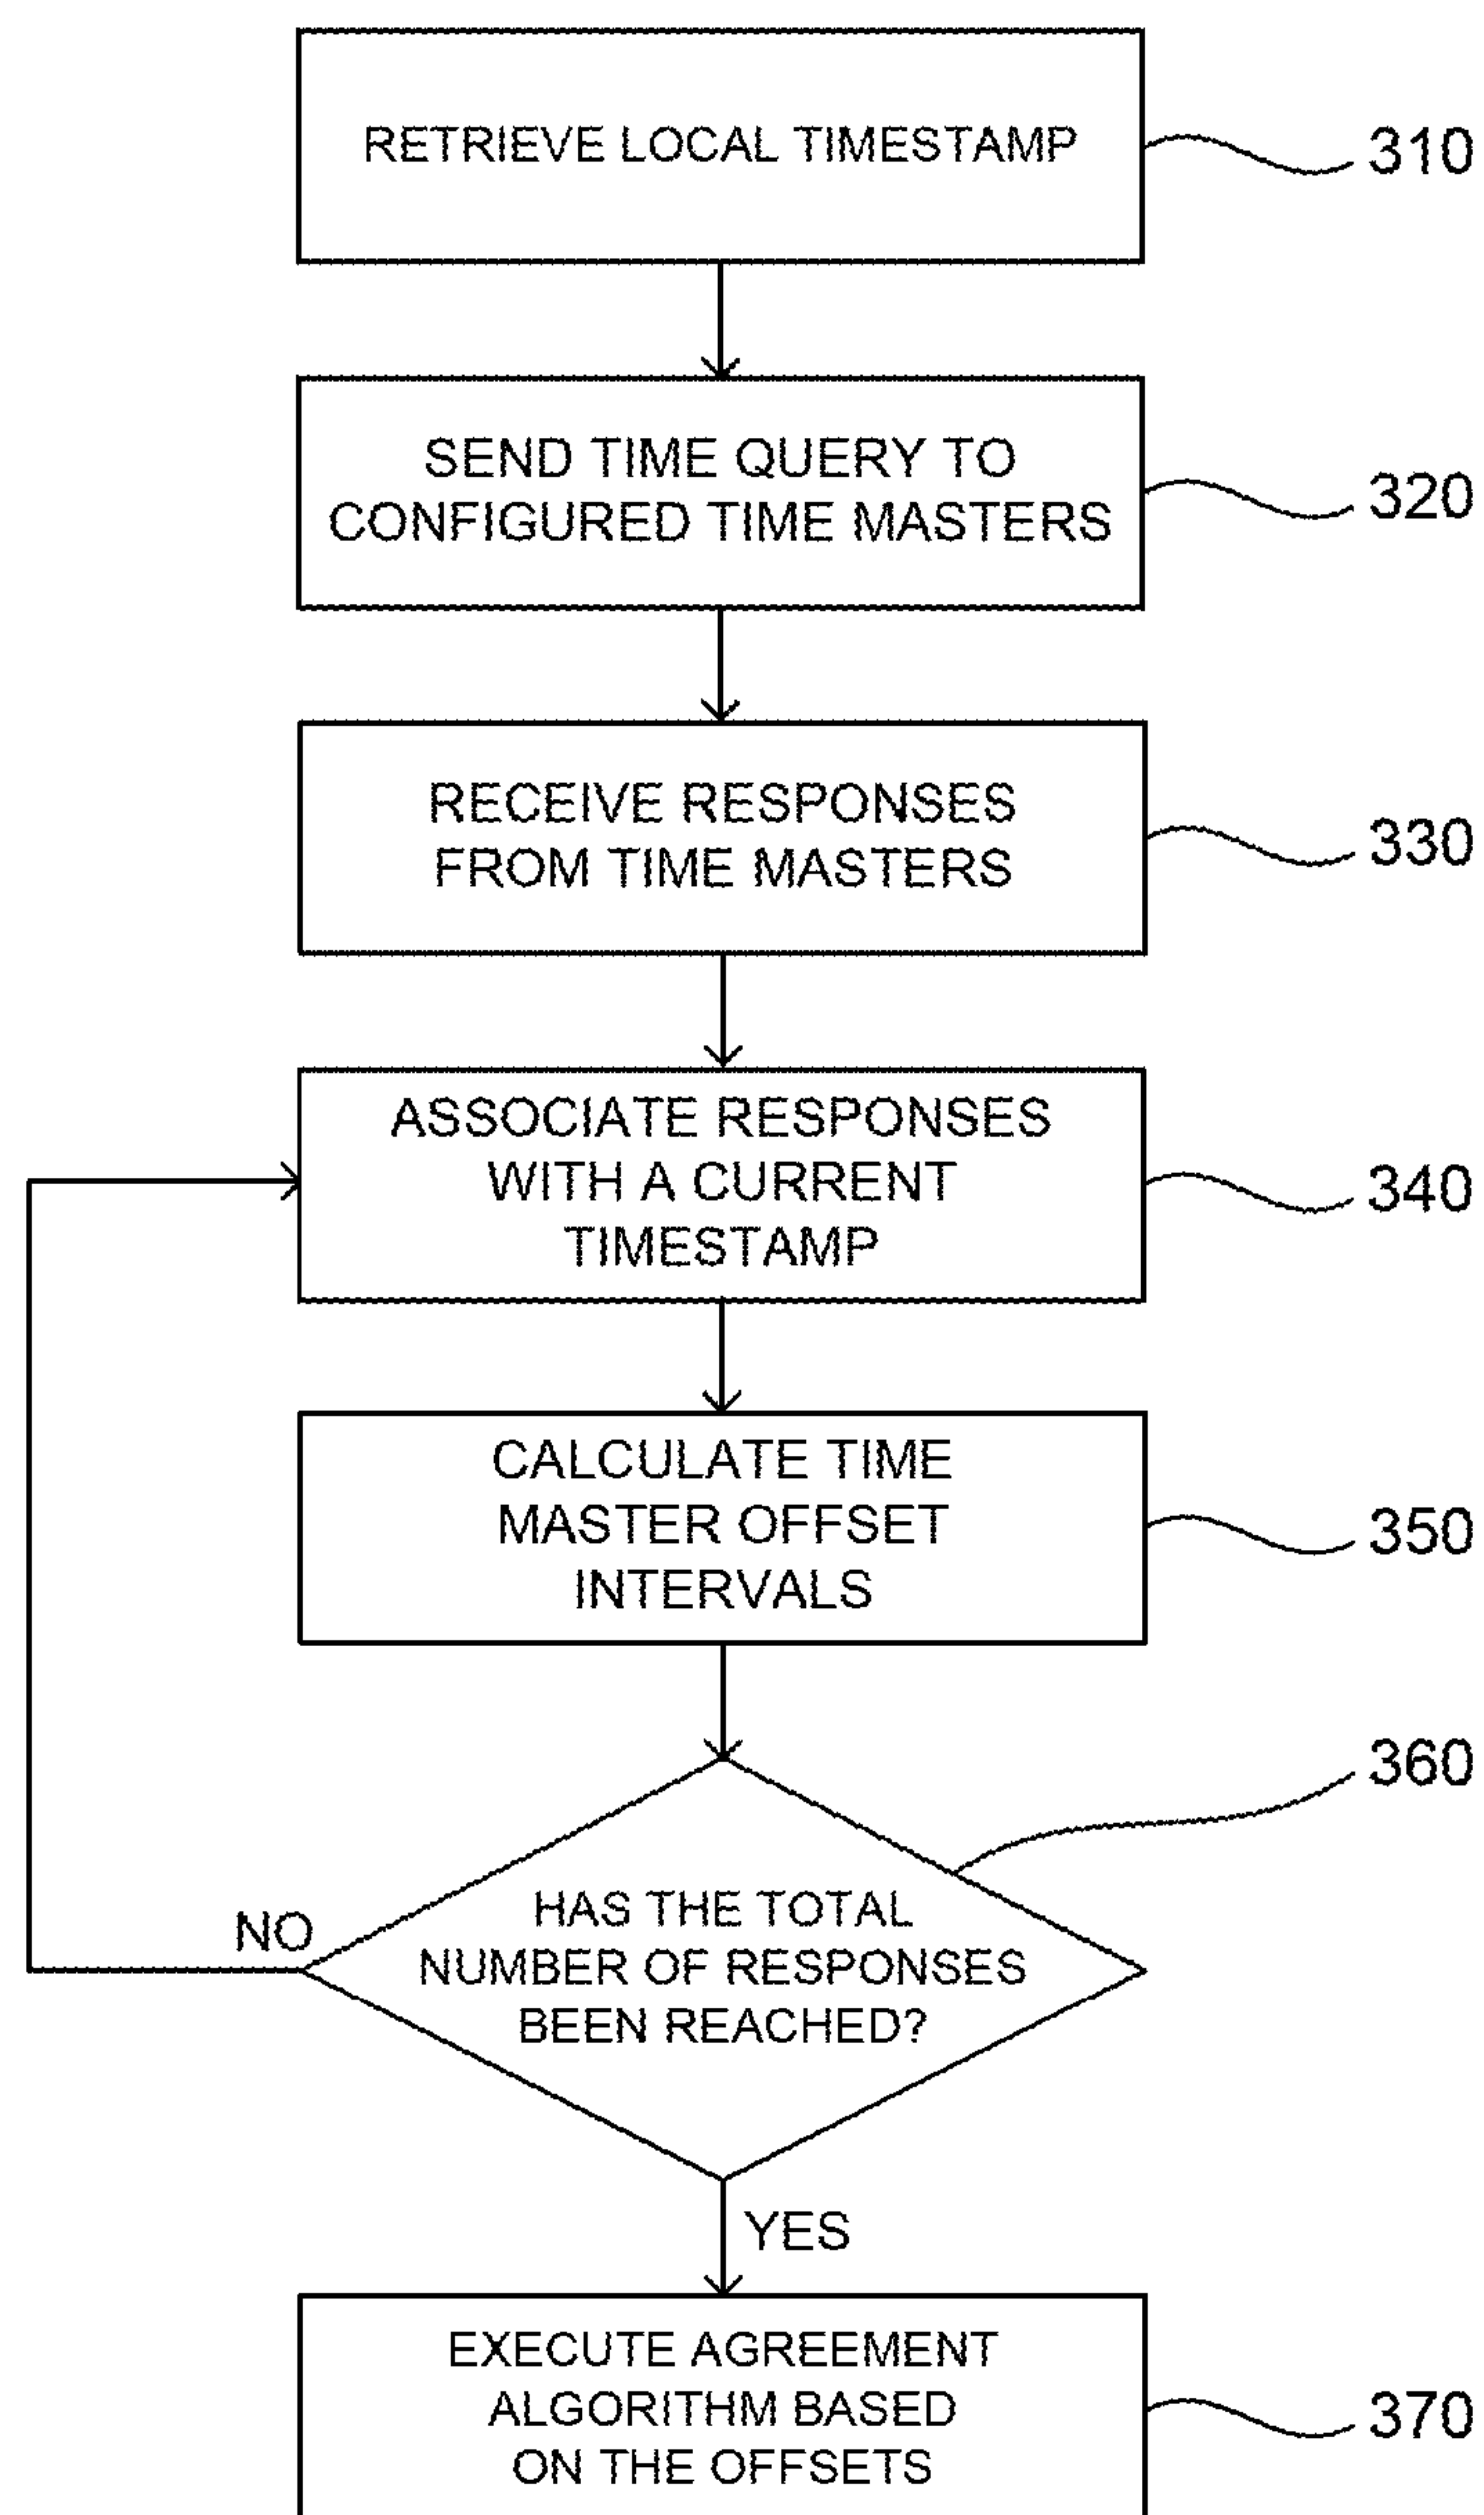 RETRIEVE LOCAL TIMESTAMP
310
SEND TIME QUERY TO
CONFIGURED TIME MASTERS
320
RECEIVE RESPONSES
FROM TIME MASTERS
330
ASSOCIATE RESPONSES
WITH A CURRENT
TIMESTAMP
340
CALCULATE TIME
MASTER OFFSET
INTERVALS
350
360
HAS THE TOTAL
NUMBER OF RESPONSES
BEEN REACHED?
NO
YES
EXECUTE AGREEMENT
ALGORITHM BASED
ON THE OFFSETS
370